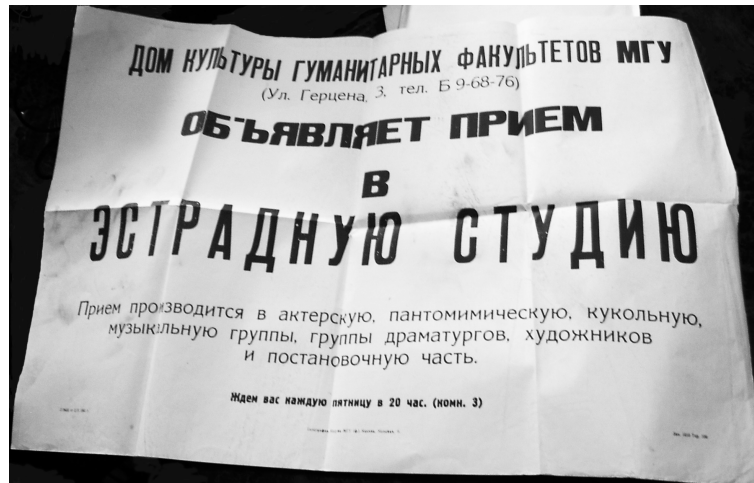 ДОМ КУЛЬТУРЫ ГУМАНИТАРНЫХ ФАКУЛЬТЕТОВ МГУ
(Ул. Герцена, 3, тел. Б 9-68-76)
ОБЪЯВЛЯЕТ ПРИЕМ
В
ЭСТРАДНУЮ СТУДИЮ
Прием производится в актерскую, пантомимическую, кукольную,
музыкальную группы, группы драматургов, художников
и постановочную часть.
Ждем вас каждую пятницу в 20 час. (комн. 3)